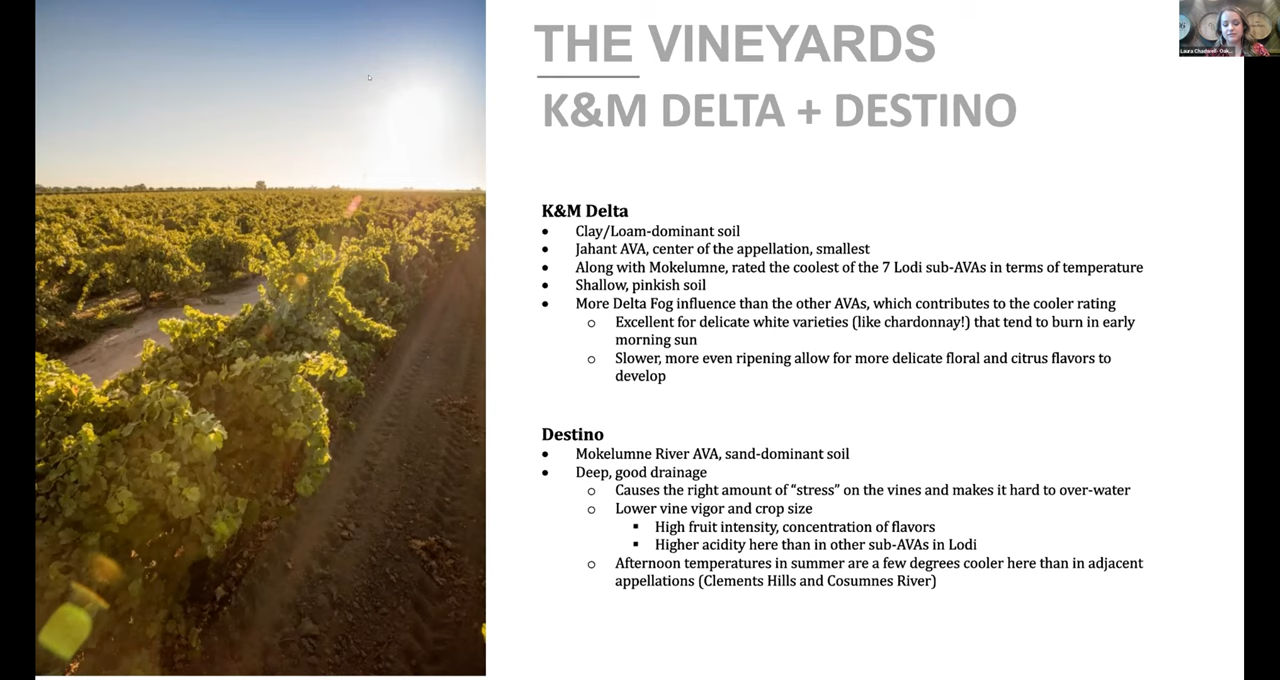 THE VINEYARDS
K&M DELTA + DESTINO
Laura Chadwell- Oak...
K&M Delta
• Clay/Loam-dominant soil
• Jahant AVA, center of the appellation, smallest
• Along with Mokelumne, rated the coolest of the 7 Lodi sub-AVAs in terms of temperature
• Shallow, pinkish soil
• More Delta Fog influence than the other AVAs, which contributes to the cooler rating
o Excellent for delicate white varieties (like chardonnay!) that tend to burn in early
morning sun
o Slower, more even ripening allow for more delicate floral and citrus flavors to
develop
Destino
• Mokelumne River AVA, sand-dominant soil
• Deep, good drainage
o Causes the right amount of “stress” on the vines and makes it hard to over-water
o Lower vine vigor and crop size
▪ High fruit intensity, concentration of flavors
▪ Higher acidity here than in other sub-AVAs in Lodi
o Afternoon temperatures in summer are a few degrees cooler here than in adjacent
appellations (Clements Hills and Cosumnes River)